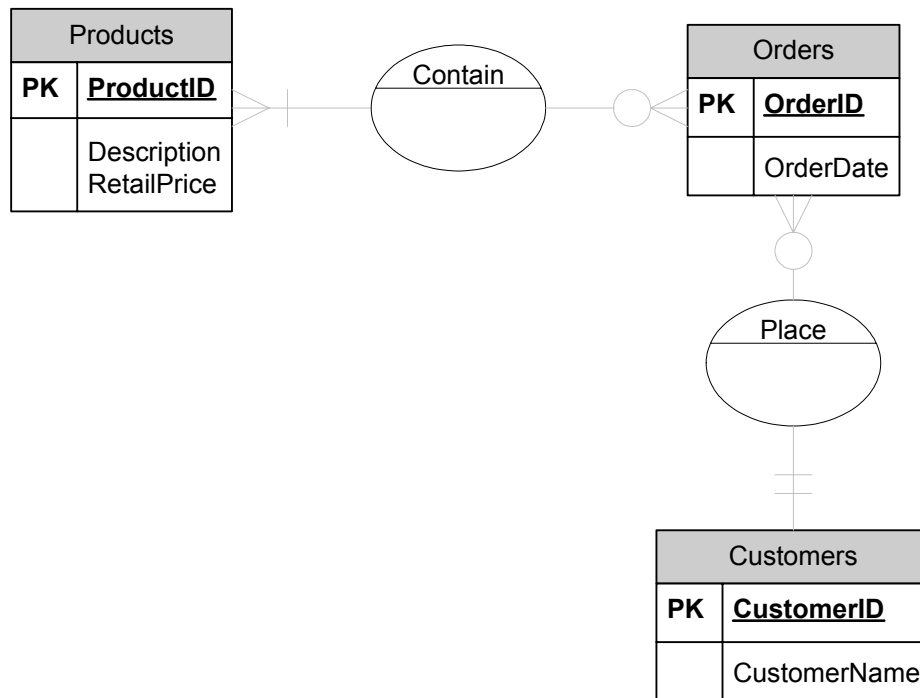 Products
PK ProductID
Description
RetailPrice
Contain
Orders
PK OrderID
OrderDate
Place
Customers
PK CustomerID
CustomerName